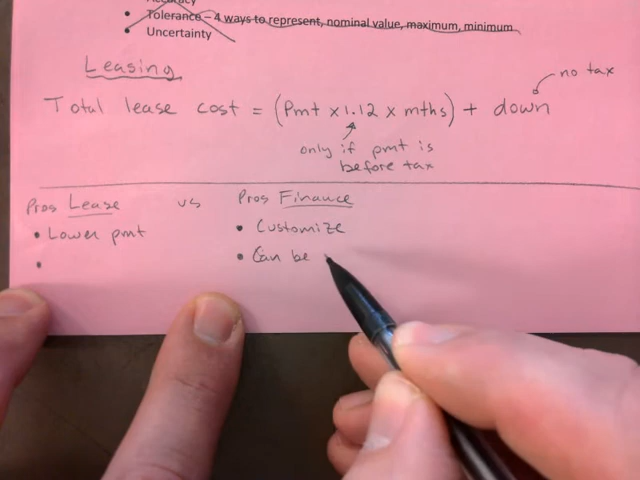 Accuracy
• Tolerance – 4 ways to represent, nominal value, maximum, minimum
• Uncertainty
Leasing
no tax
Total lease cost = (Pmt x 1.12 x mths) + down
only if pmt is
before tax
Pros Lease vs Pros Finance
• Lower pmt • Customize
• • Can be